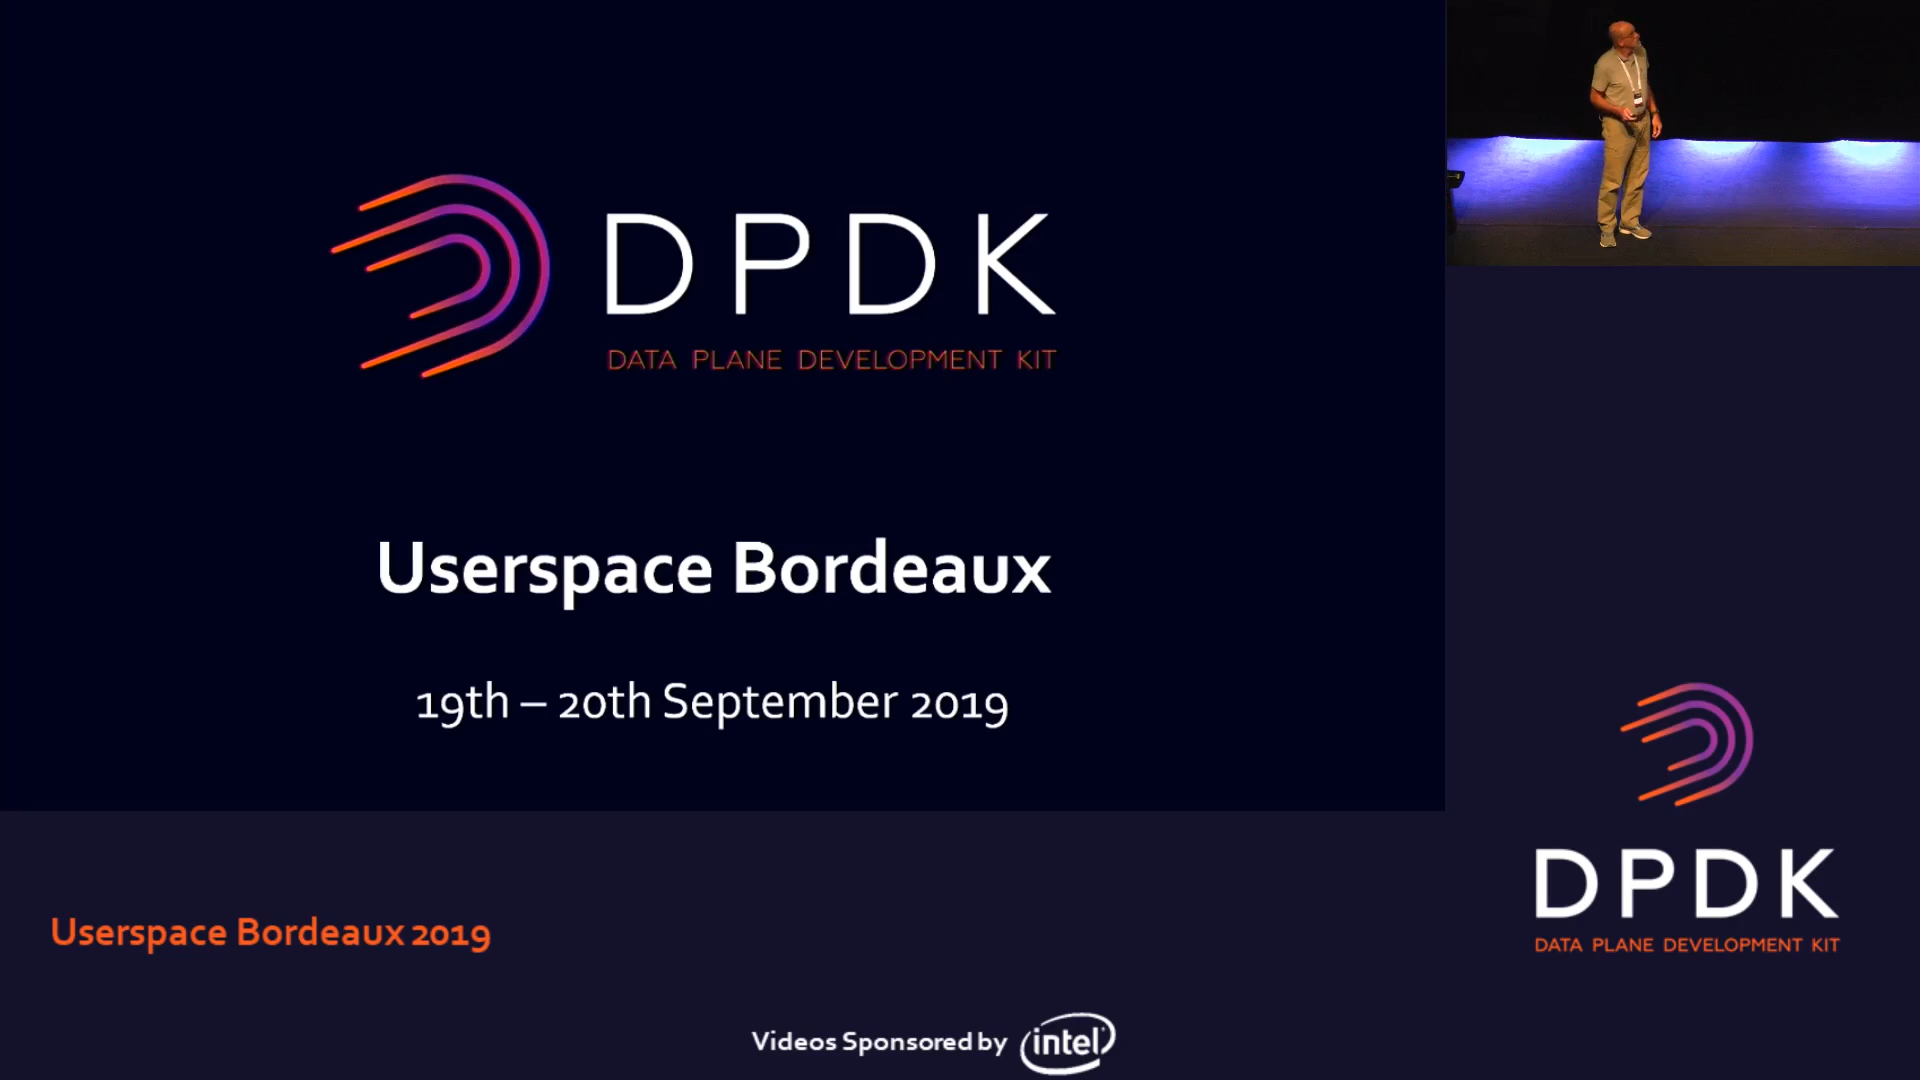 DPDK
DATA PLANE DEVELOPMENT KIT
Userspace Bordeaux
19th – 20th September 2019
DPDK
DATA PLANE DEVELOPMENT KIT
Userspace Bordeaux 2019
Videos Sponsored by intel